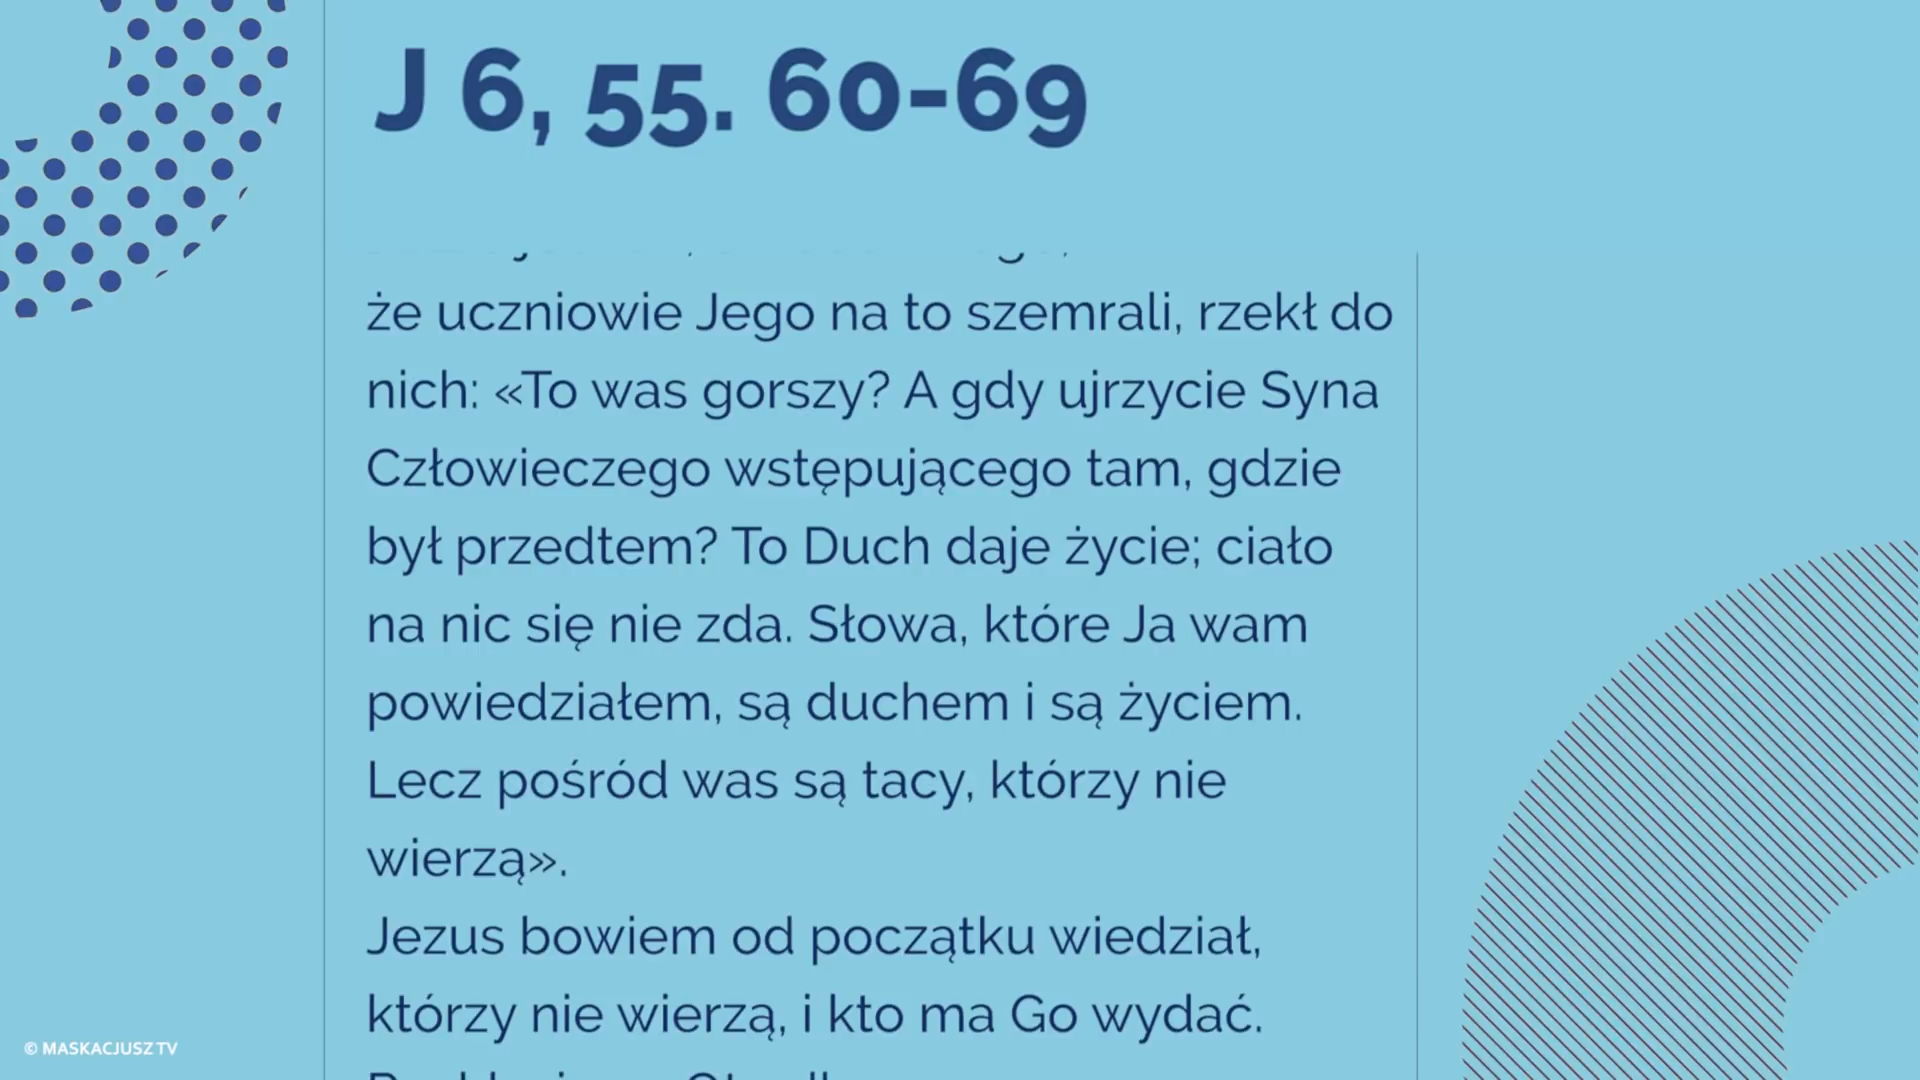 J 6, 55. 60-69
że uczniowie Jego na to szemrali, rzekł do
nich: «To was gorszy? A gdy ujrzycie Syna
Człowieczego wstępującego tam, gdzie
był przedtem? To Duch daje życie; ciało
na nic się nie zda. Słowa, które Ja wam
powiedziałem, są duchem i są życiem.
Lecz pośród was są tacy, którzy nie
wierzą».
Jezus bowiem od początku wiedział,
którzy nie wierzą, i kto ma Go wydać.
© MASKACJUSZ TV